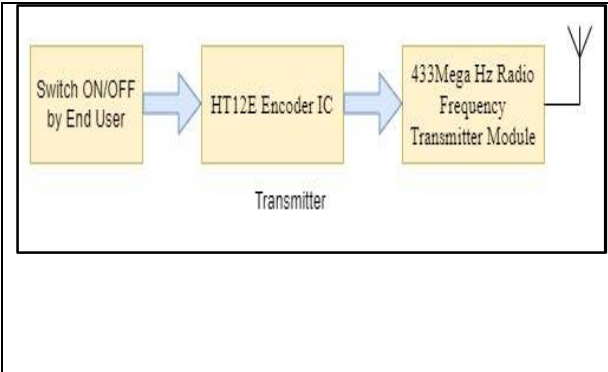 Switch ON/OFF
by End User
HT12E Encoder IC
433Mega Hz Radio
Frequency
Transmitter Module
Transmitter